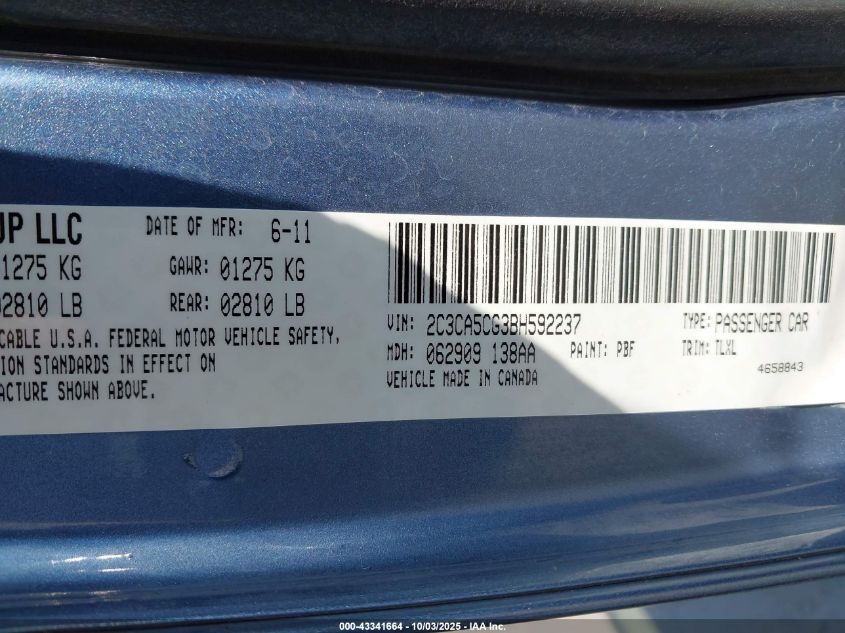 UP LLC DATE OF MFR: 6-11
1275 KG GAWR: 01275 KG
02810 LB REAR: 02810 LB
CABLE U.S.A. FEDERAL MOTOR VEHICLE SAFETY,
ION STANDARDS IN EFFECT ON
ACTURE SHOWN ABOVE.
VIN: 2C3CA5CG3BH592237 TYPE: PASSENGER CAR
MDH: 062909 138AA PAINT: PBF TRIM: TLXL
VEHICLE MADE IN CANADA 4658843
000-43341664 - 10/03/2025 - IAA Inc.